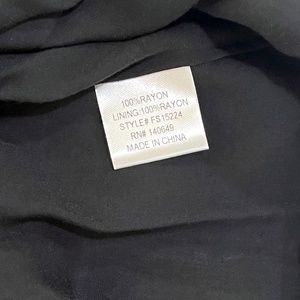 100%RAYON
LINING:100%RAYON
STYLE# FS15224
RN# 140649
MADE IN CHINA